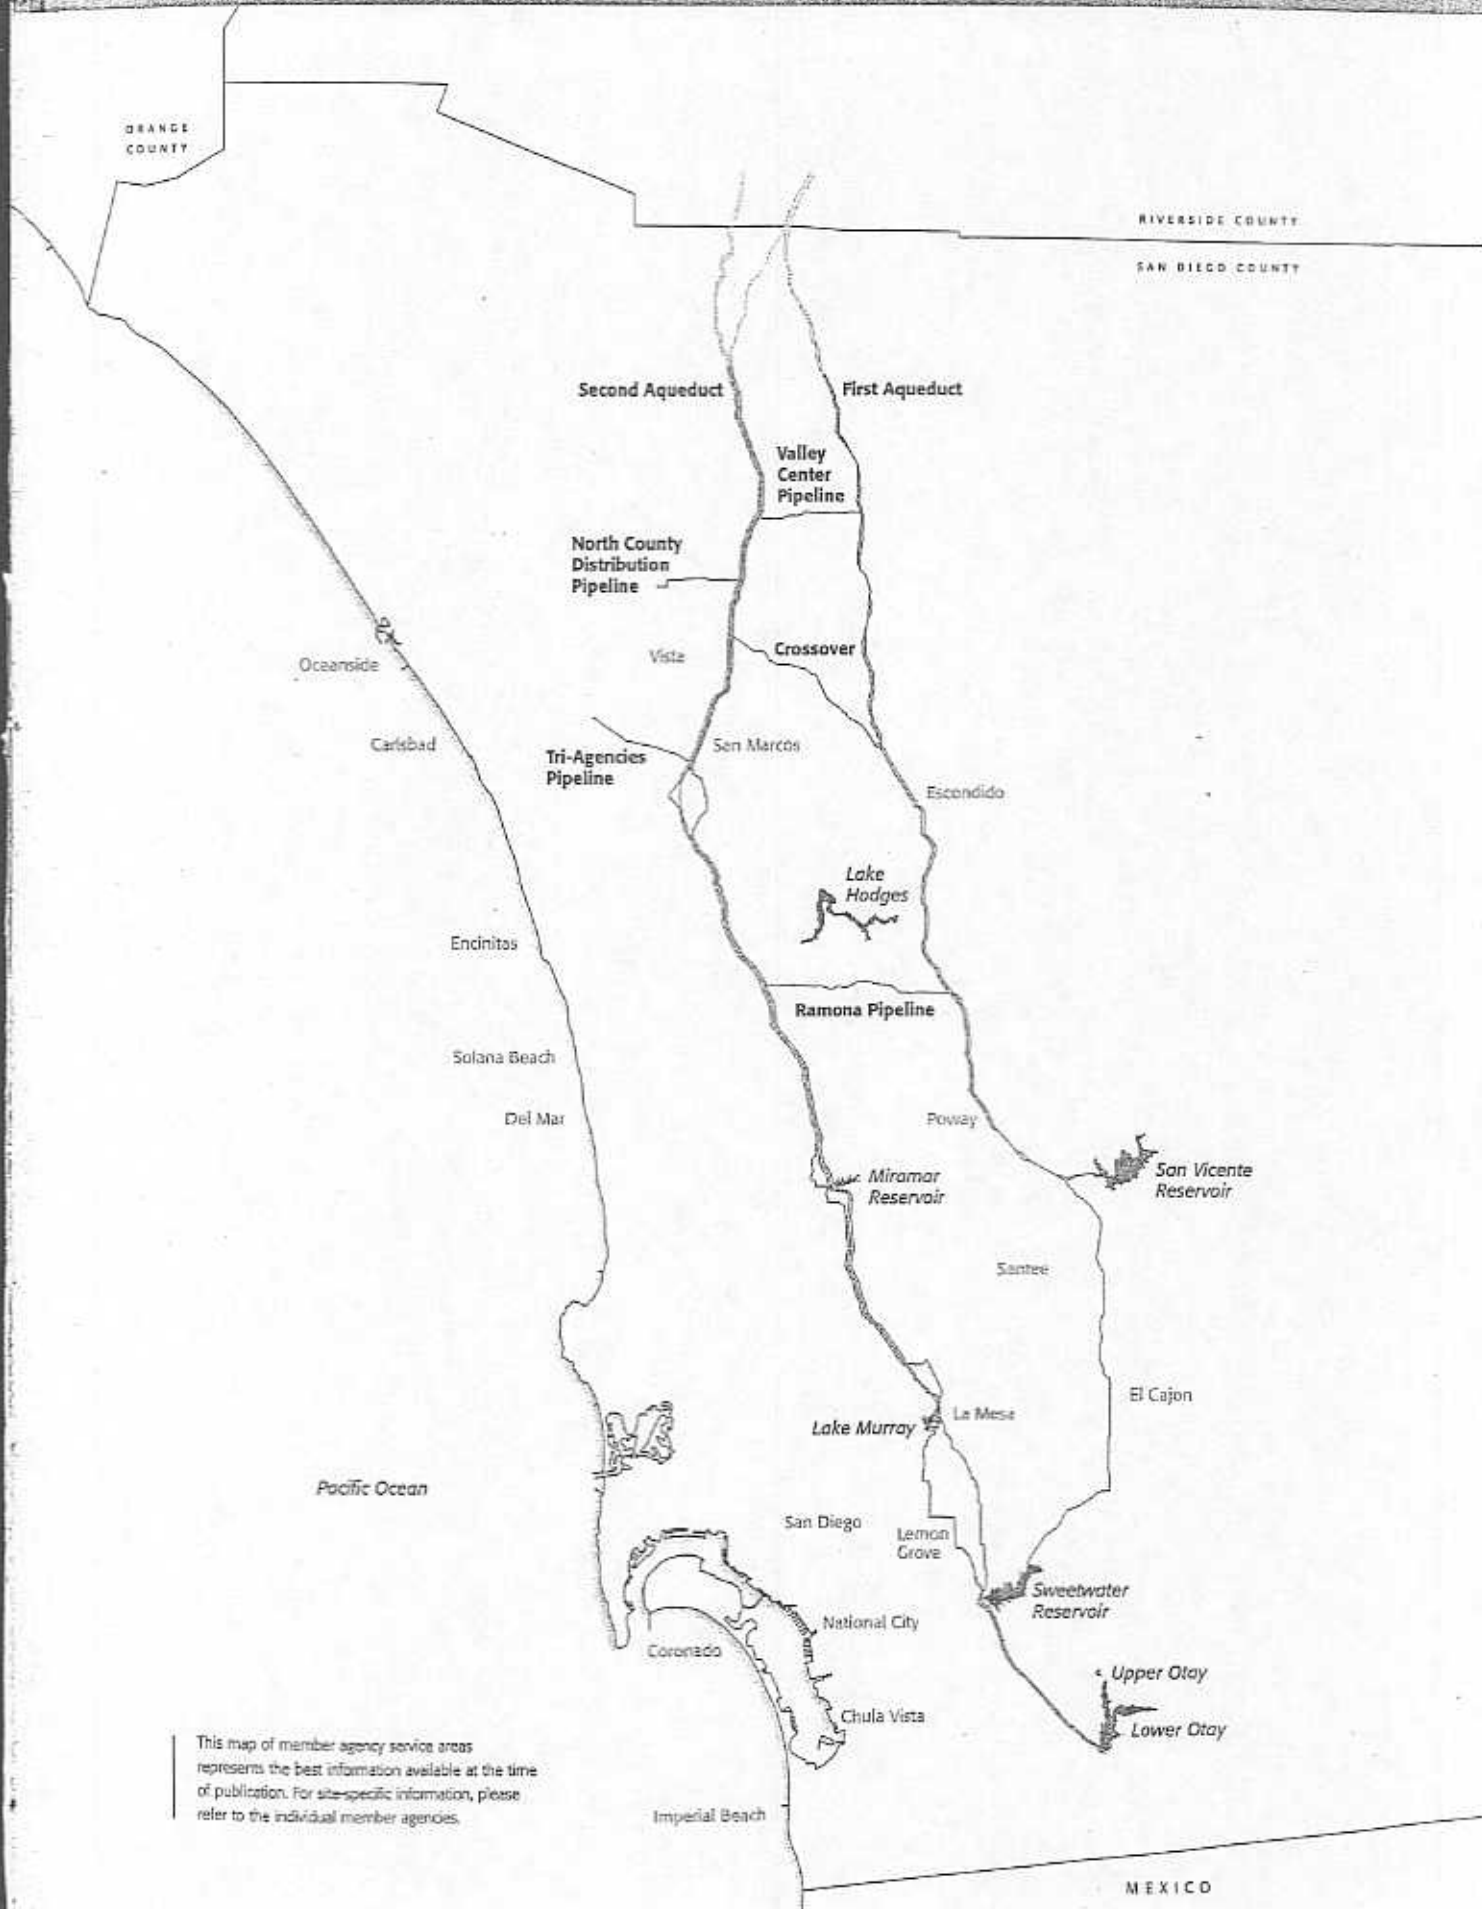 ORANGE
COUNTY
RIVERSIDE COUNTY
SAN DIEGO COUNTY
Second Aqueduct
First Aqueduct
Valley
Center
Pipeline
North County
Distribution
Pipeline
Vista
Crossover
Oceanside
Carlsbad
San Marcos
Tri-Agencies
Pipeline
Escondido
Lake
Hodges
Encinitas
Ramona Pipeline
Solana Beach
Del Mar
Poway
Miramar
Reservoir
San Vicente
Reservoir
Santee
El Cajon
La Mesa
Lake Murray
Pacific Ocean
San Diego
Lemon
Grove
Sweetwater
Reservoir
National City
Coronado
Upper Otay
Chula Vista
Lower Otay
This map of member agency service areas
represents the best information available at the time
of publication. For site-specific information, please
refer to the individual member agencies.
Imperial Beach
MEXICO